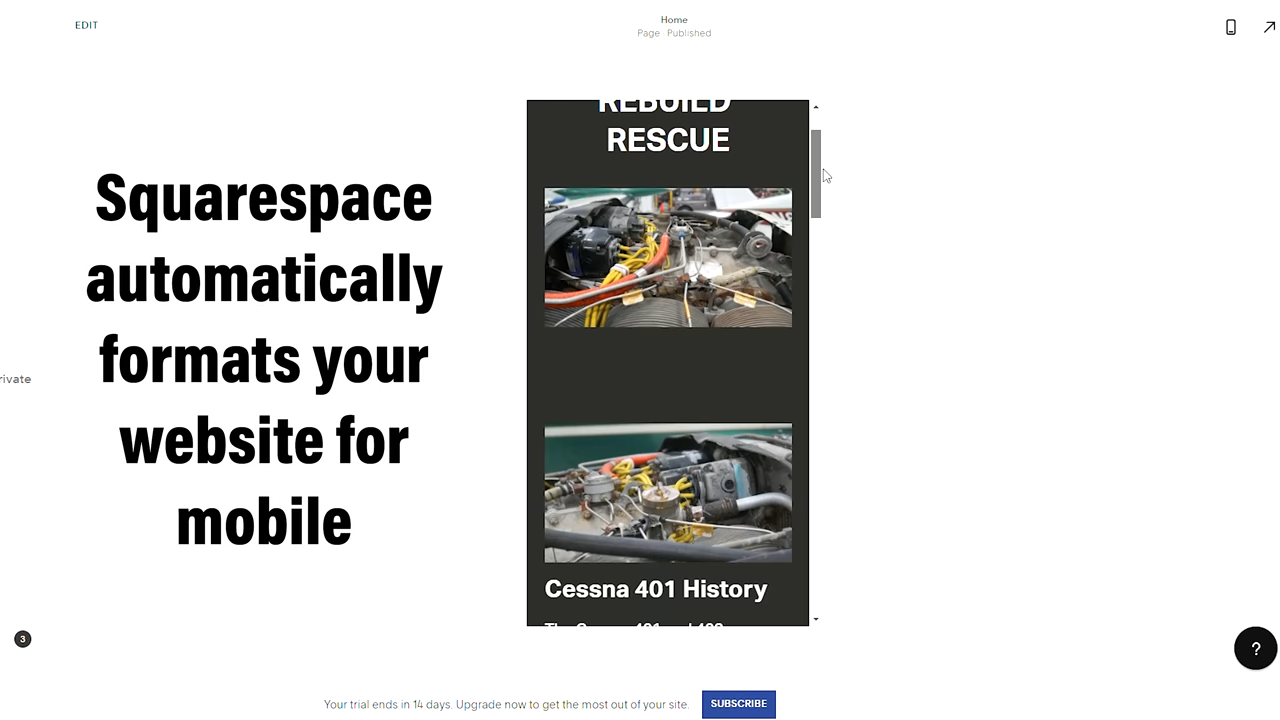 EDIT
Home
Page · Published
REBUILD
RESCUE
Squarespace
automatically
formats your
website for
mobile
rivate
Cessna 401 History
3
?
Your trial ends in 14 days. Upgrade now to get the most out of your site.
SUBSCRIBE